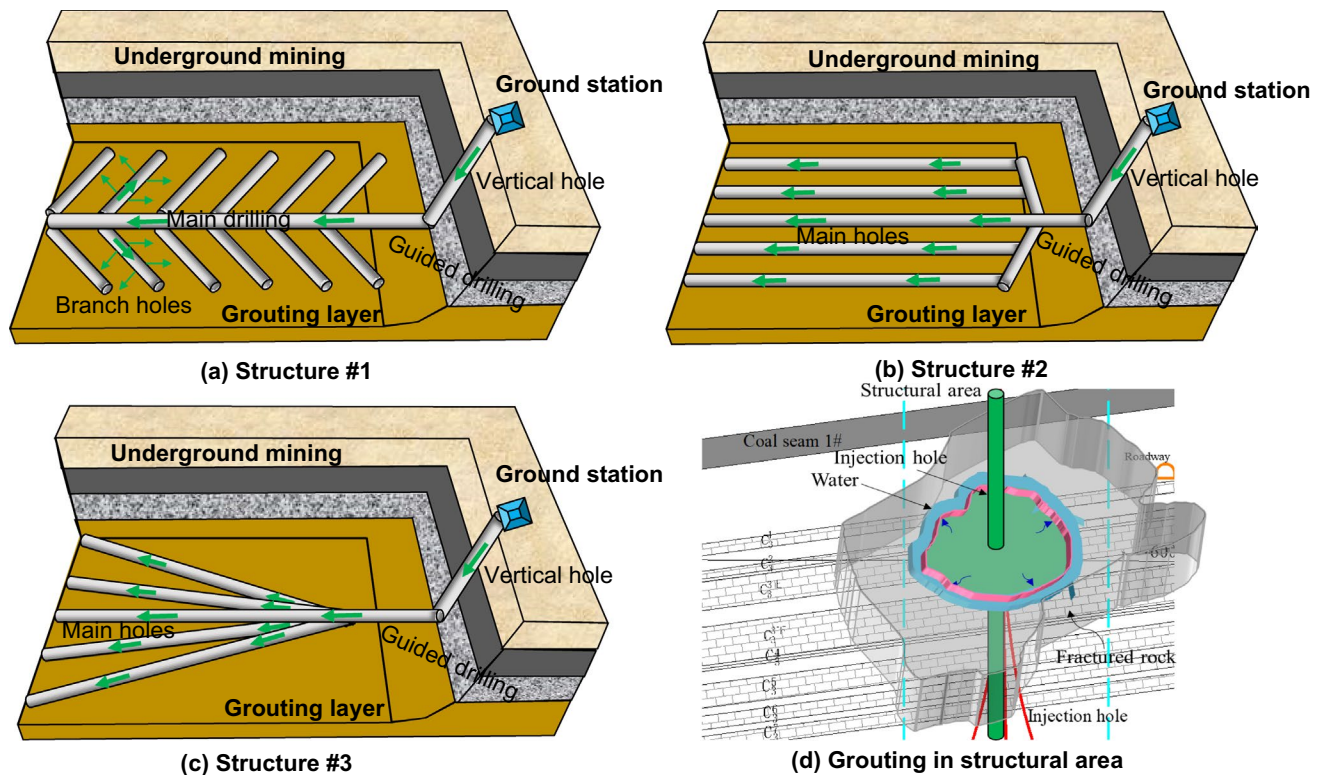 Underground mining
Ground station
Vertical hole
Main drilling
Guided drilling
Branch holes
Grouting layer
(a) Structure #1
Underground mining
Ground station
Vertical hole
Main holes
Guided drilling
Grouting layer
(b) Structure #2
Underground mining
Ground station
Vertical hole
Main holes
Guided drilling
Grouting layer
(c) Structure #3
Structural area
Coal seam 1#
Injection hole
Water
Roadway
Fractured rock
Injection hole
(d) Grouting in structural area